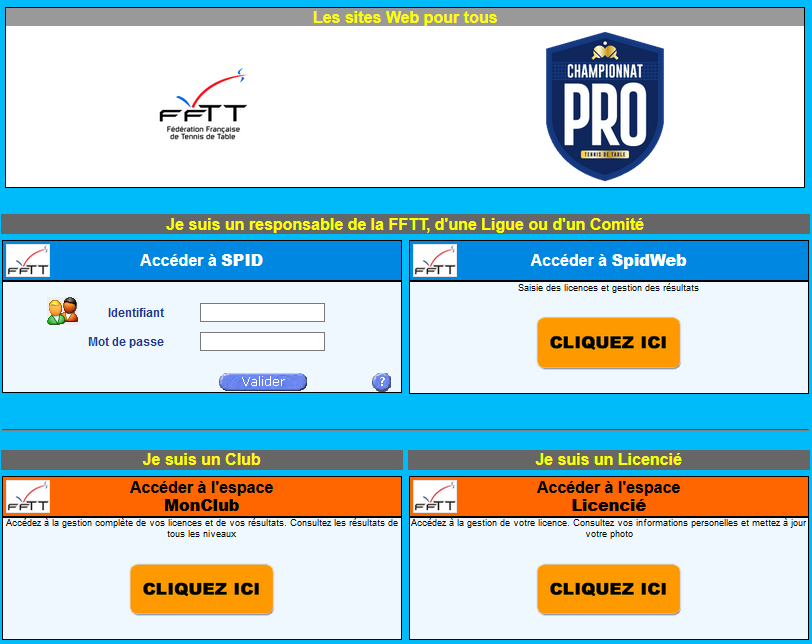 Les sites Web pour tous
FFTT
Fédération Française
de Tennis de Table
CHAMPIONNAT
PRO
TENNIS DE TABLE
Je suis un responsable de la FFTT, d'une Ligue ou d'un Comité
FFTT
Accéder à SPID
Identifiant
Mot de passe
Valider
?
FFTT
Accéder à SpidWeb
Saisie des licences et gestion des résultats
CLIQUEZ ICI
Je suis un Club
FFTT
Accéder à l'espace
MonClub
Accédez à la gestion complète de vos licences et de vos résultats. Consultez les résultats de
tous les niveaux
CLIQUEZ ICI
Je suis un Licencié
FFTT
Accéder à l'espace
Licencié
Accédez à la gestion de votre licence. Consultez vos informations personelles et mettez à jour
votre photo
CLIQUEZ ICI